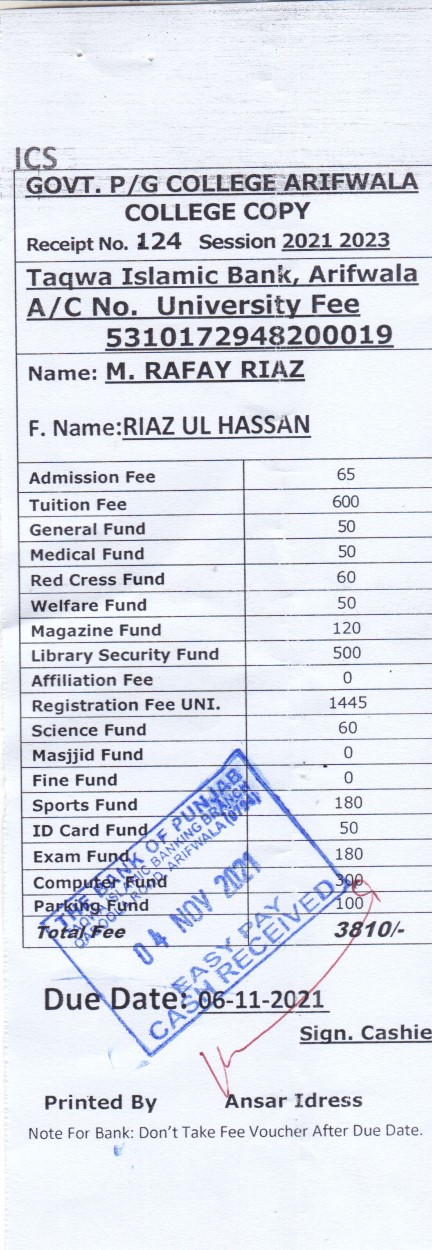 ICS
GOVT. P/G COLLEGE ARIFWALA
COLLEGE COPY
Receipt No. 124 Session 2021 2023
Taqwa Islamic Bank, Arifwala
A/C No. University Fee
5310172948200019
Name: M. RAFAY RIAZ
F. Name:RIAZ UL HASSAN
Admission Fee 65
Tuition Fee 600
General Fund 50
Medical Fund 50
Red Cress Fund 60
Welfare Fund 50
Magazine Fund 120
Library Security Fund 500
Affiliation Fee 0
Registration Fee UNI. 1445
Science Fund 60
Masjjid Fund 0
Fine Fund 0
Sports Fund 180
ID Card Fund 50
Exam Fund 180
Computer Fund 300
Parking Fund 100
Total Fee 3810/-
THE BANK OF PUNJAB
ISLAMIC BANKING BRANCH
ROAD, ARIFWALA
04 NOV 2021
EASY PAY
CASH RECEIVED
Due Date: 06-11-2021
Sign. Cashie
Printed By Ansar Idress
Note For Bank: Don't Take Fee Voucher After Due Date.